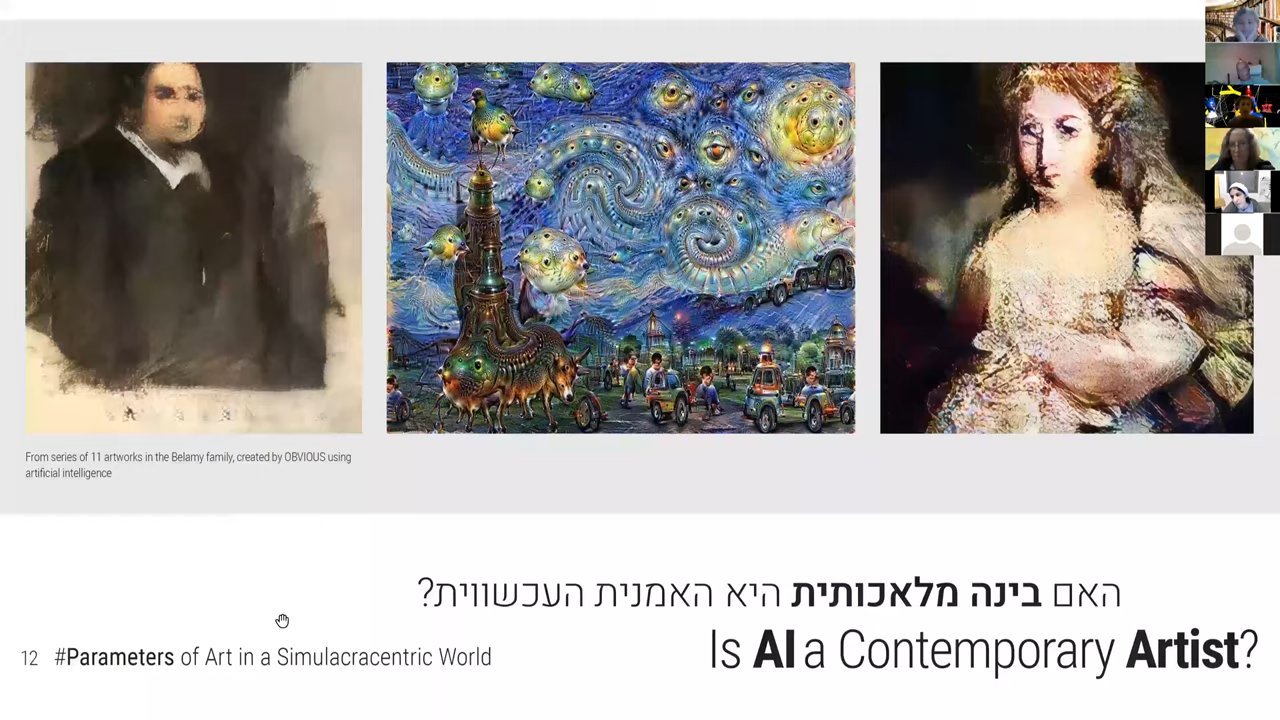 From series of 11 artworks in the Belamy family, created by OBVIOUS using
artificial intelligence
האם בינה מלאכותית היא האמנית העכשווית?
Is AI a Contemporary Artist?
12 #Parameters of Art in a Simulacracentric World